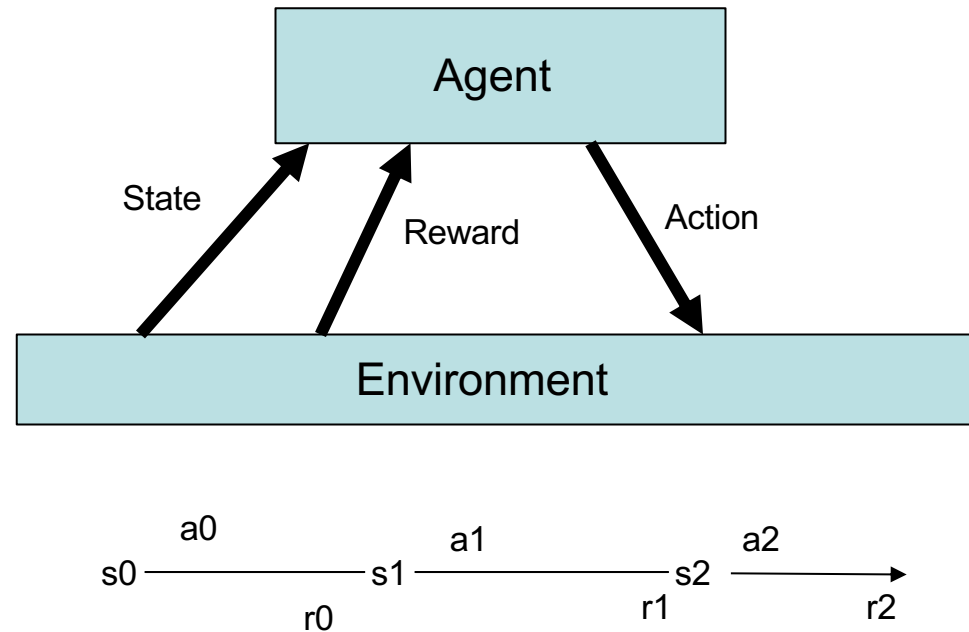 Agent
State
Reward
Action
Environment
a0 a1 a2
s0 s1 s2
r0 r1 r2